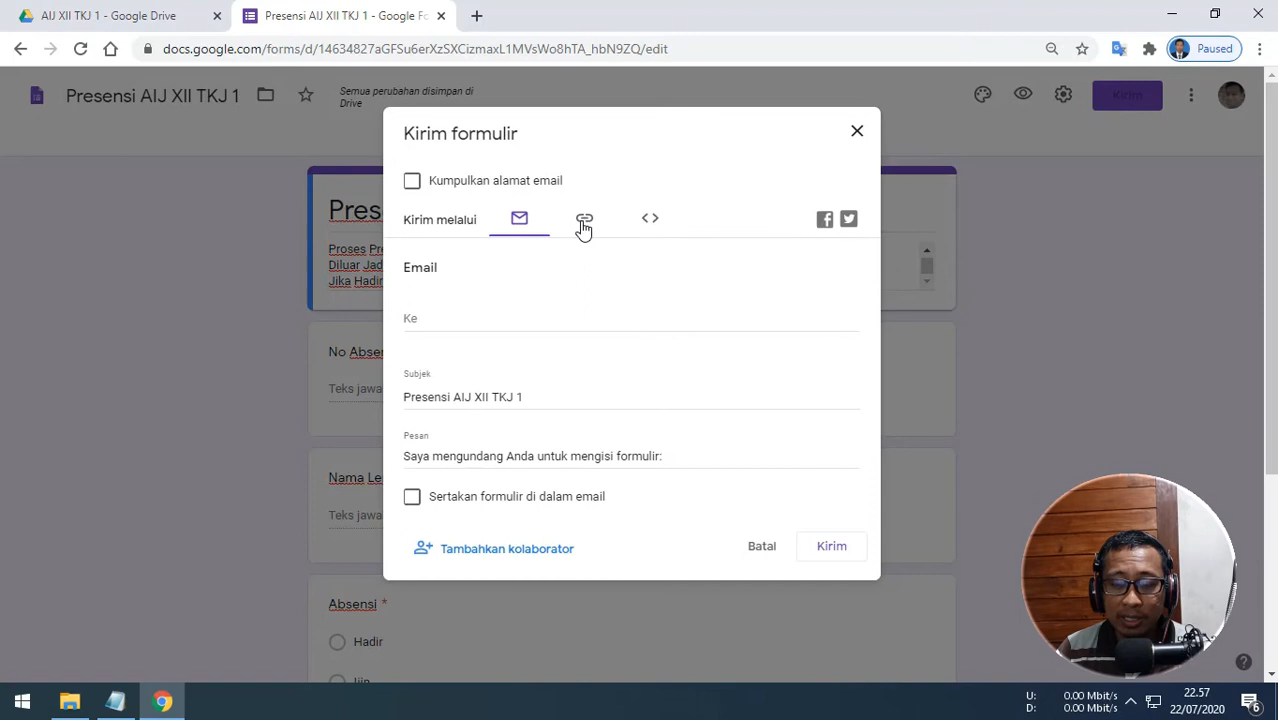 AIJ XII TKJ 1 - Google Drive
Presensi AIJ XII TKJ 1 - Google Fo
docs.google.com/forms/d/14634827aGFSu6erXzSXCizmaxL1MVsWo8hTA_hbN9ZQ/edit
Paused
Presensi AIJ XII TKJ 1
Semua perubahan disimpan di
Drive
Kirim
Kirim formulir
Kumpulkan alamat email
Kirim melalui
Pres
Proses Pre
Diluar Jad
Jika Hadir
Email
Ke
No Abse
Teks jawa
Subjek
Presensi AIJ XII TKJ 1
Pesan
Saya mengundang Anda untuk mengisi formulir:
Nama Le
Teks jawa
Sertakan formulir di dalam email
Tambahkan kolaborator
Batal
Kirim
Absensi *
Hadir
Ijin
U: 0.00 Mbit/s
D: 0.00 Mbit/s
22.57
22/07/2020
6